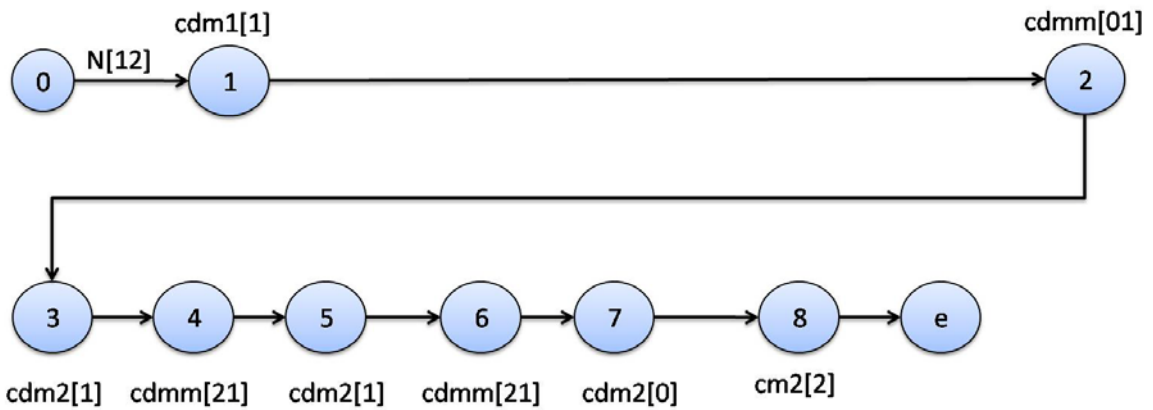 cdm1[1] cdmm[01]
N[12]
0 1 2
3 4 5 6 7 8 e
cdm2[1] cdmm[21] cdm2[1] cdmm[21] cdm2[0] cm2[2]